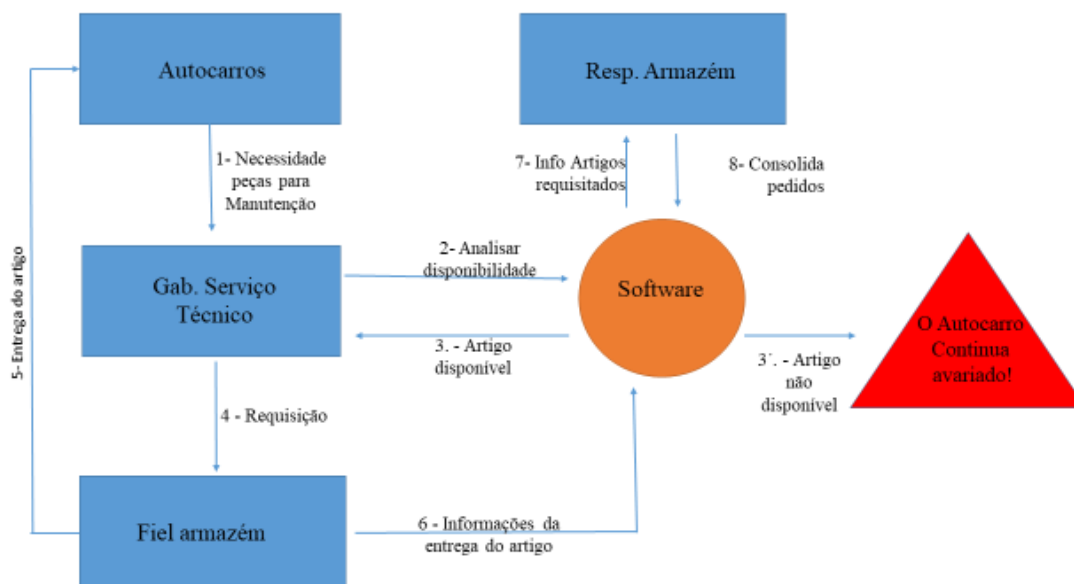 Autocarros
Resp. Armazém
1- Necessidade
peças para
Manutenção
7- Info Artigos
requisitados
8- Consolida
pedidos
5- Entrega do artigo
Gab. Serviço
Técnico
2- Analisar
disponibilidade
Software
3. - Artigo
disponível
3´. - Artigo
não
disponível
O Autocarro
Continua
avariado!
4 - Requisição
Fiel armazém
6 - Informações da
entrega do artigo